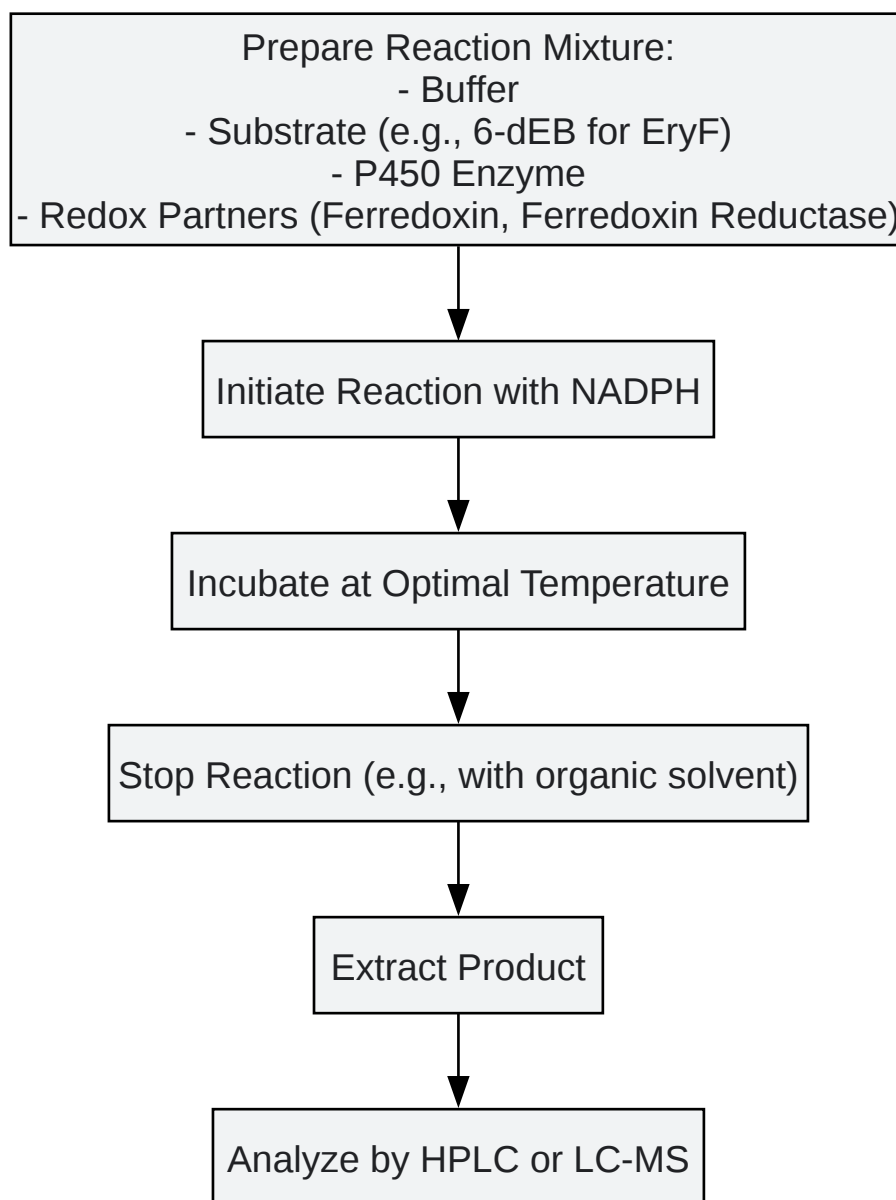 Prepare Reaction Mixture:
- Buffer
- Substrate (e.g., 6-dEB for EryF)
- P450 Enzyme
- Redox Partners (Ferredoxin, Ferredoxin Reductase)
Initiate Reaction with NADPH
Incubate at Optimal Temperature
Stop Reaction (e.g., with organic solvent)
Extract Product
Analyze by HPLC or LC-MS